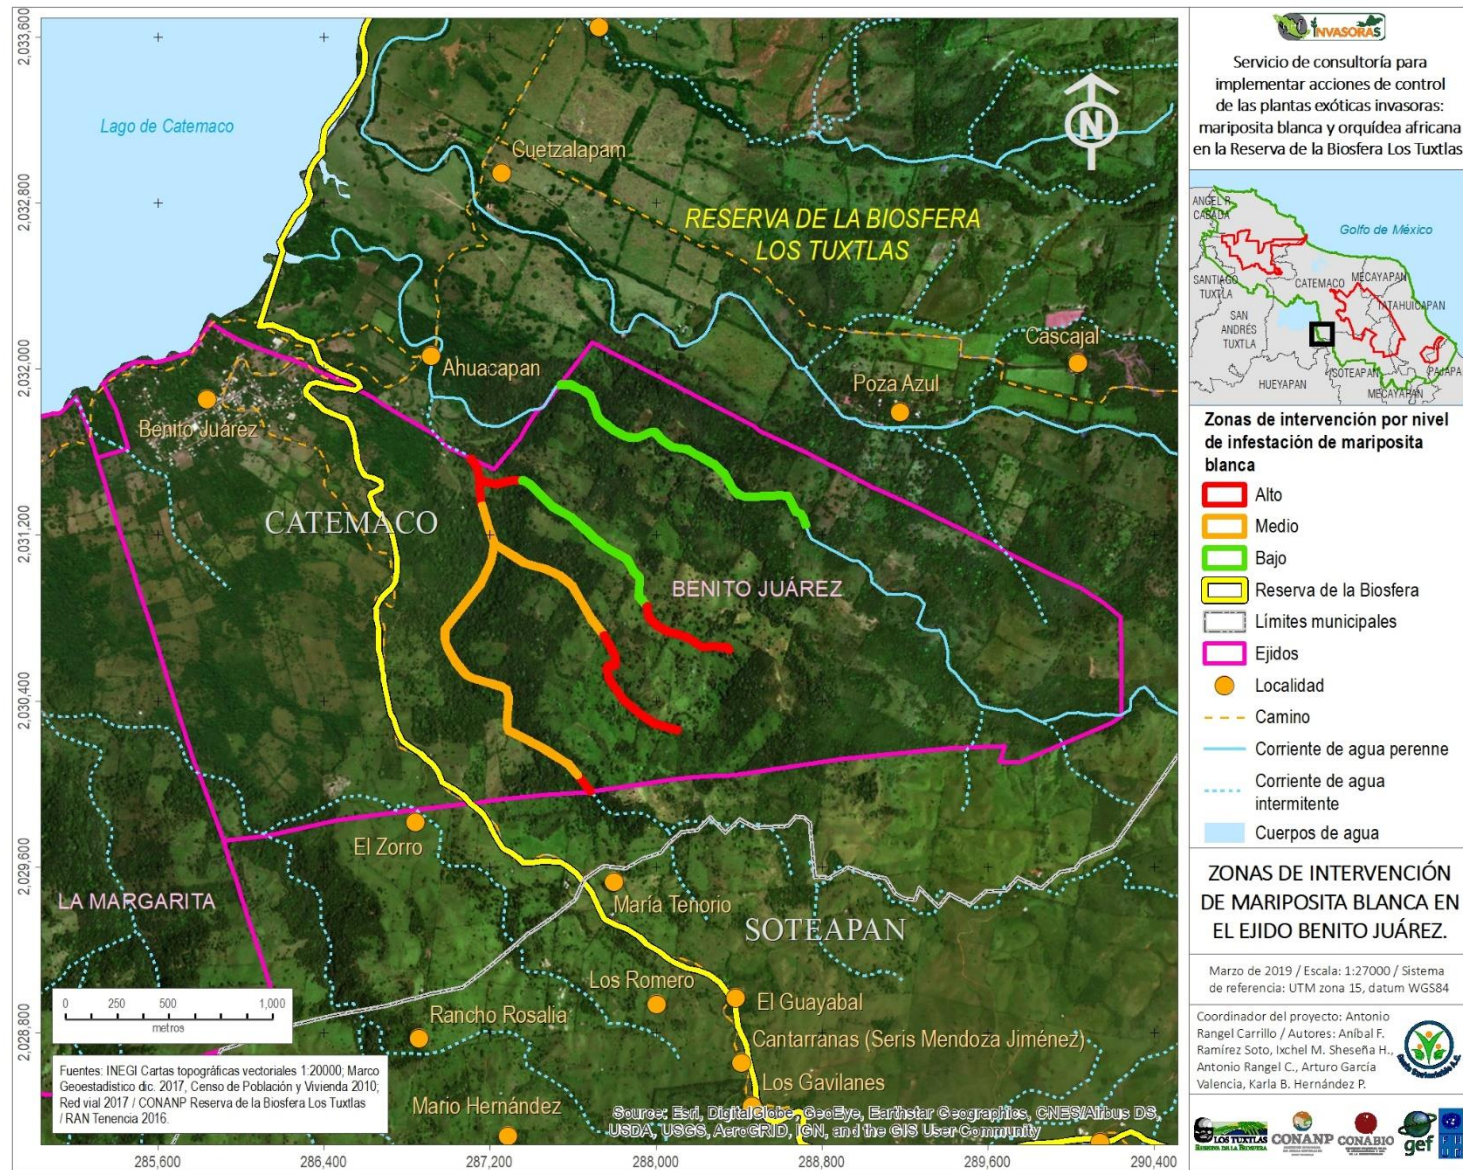 2,033,600
2,032,800
2,032,000
2,031,200
2,030,400
2,029,600
2,028,800
285,600
286,400
287,200
288,000
288,800
289,600
290,400
Lago de Catemaco
Cuetzalapam
RESERVA DE LA BIOSFERA
LOS TUXTLAS
N
Ahuacapan
Cascajal
Poza Azul
Benito Juárez
CATEMACO
BENITO JUÁREZ
El Zorro
LA MARGARITA
María Tenorio
SOTEAPAN
Los Romero
El Guayabal
Rancho Rosalia
Cantarranas (Seris Mendoza Jiménez)
Los Gavilanes
Mario Hernández
0 250 500 1,000
metros
Fuentes: INEGI Cartas topográficas vectoriales 1:20000; Marco
Geoestadístico dic. 2017, Censo de Población y Vivienda 2010;
Red vial 2017 / CONANP Reserva de la Biosfera Los Tuxtlas
/ RAN Tenencia 2016.
Source: Esri, DigitalGlobe, GeoEye, Earthstar Geographics, CNES/Airbus DS,
USDA, USGS, AeroGRID, IGN, and the GIS User Community
INVASORAS
Servicio de consultoría para
implementar acciones de control
de las plantas exóticas invasoras:
mariposita blanca y orquídea africana
en la Reserva de la Biosfera Los Tuxtlas
ANGEL R.
CABADA
Golfo de México
SANTIAGO
TUXTLA
CATEMACO
MECAYAPAN
TATAHUICAPAN
SAN
ANDRÉS
TUXTLA
HUEYAPAN
SOTEAPAN
PAJAPA
MECAYAPAN
Zonas de intervención por nivel
de infestación de mariposita
blanca
Alto
Medio
Bajo
Reserva de la Biosfera
Límites municipales
Ejidos
Localidad
Camino
Corriente de agua perenne
Corriente de agua
intermitente
Cuerpos de agua
ZONAS DE INTERVENCIÓN
DE MARIPOSITA BLANCA EN
EL EJIDO BENITO JUÁREZ.
Marzo de 2019 / Escala: 1:27000 / Sistema
de referencia: UTM zona 15, datum WGS84
Coordinador del proyecto: Antonio
Rangel Carrillo / Autores: Aníbal F.
Ramírez Soto, Ixchel M. Sheseña H.,
Antonio Rangel C., Arturo García
Valencia, Karla B. Hernández P.
LOS TUXTLAS
RESERVA DE LA BIOSFERA
CONANP
CONABIO
gef